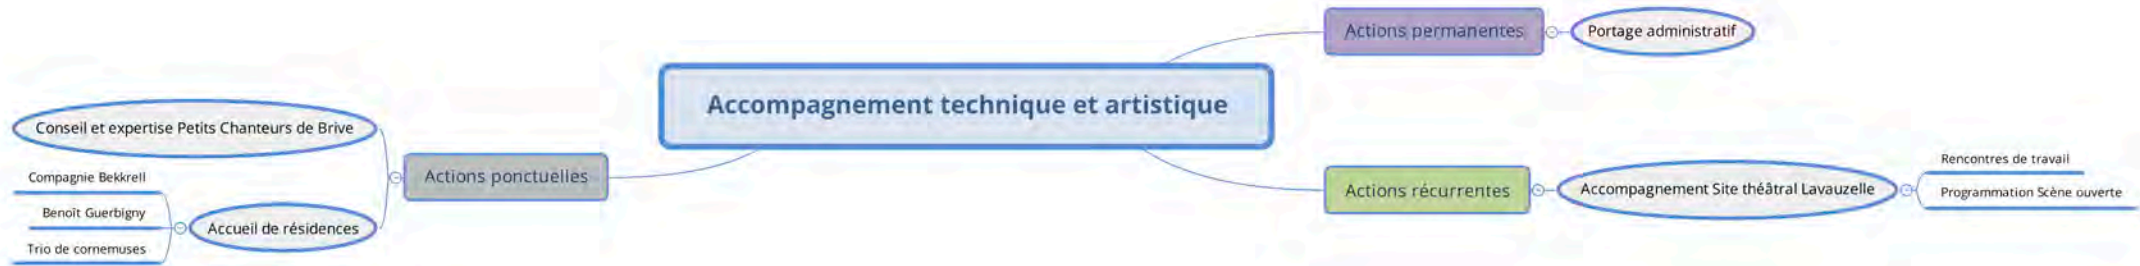 Accompagnement technique et artistique
Actions permanentes
Portage administratif
Actions récurrentes
Accompagnement Site théâtral Lavauzelle
Rencontres de travail
Programmation Scène ouverte
Actions ponctuelles
Conseil et expertise Petits Chanteurs de Brive
Accueil de résidences
Compagnie Bekkrell
Benoît Guerbigny
Trio de cornemuses